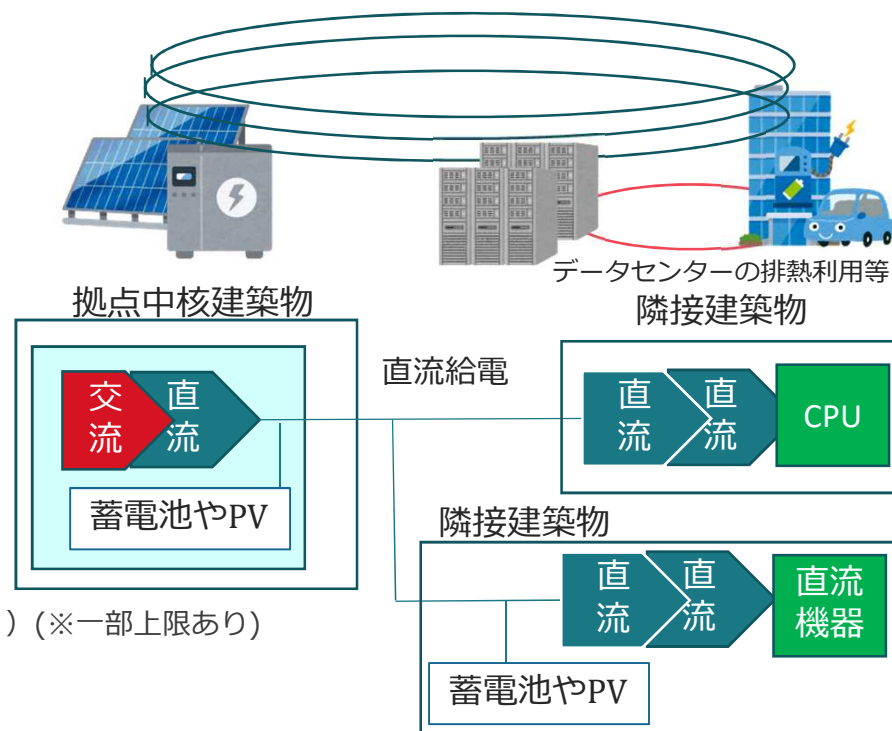 データセンターの排熱利用等
拠点中核建築物
隣接建築物
直流給電
交流
直流
直流
直流
CPU
蓄電池やPV
隣接建築物
直流
直流
直流機器
）(※一部上限あり)
蓄電池やPV